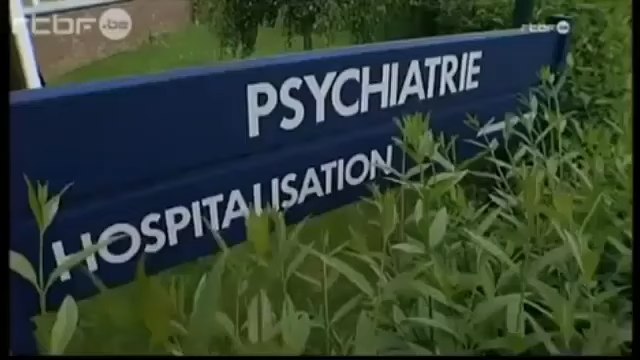 rtbf.be
rtbf.be
PSYCHIATRIE
HOSPITALISATION